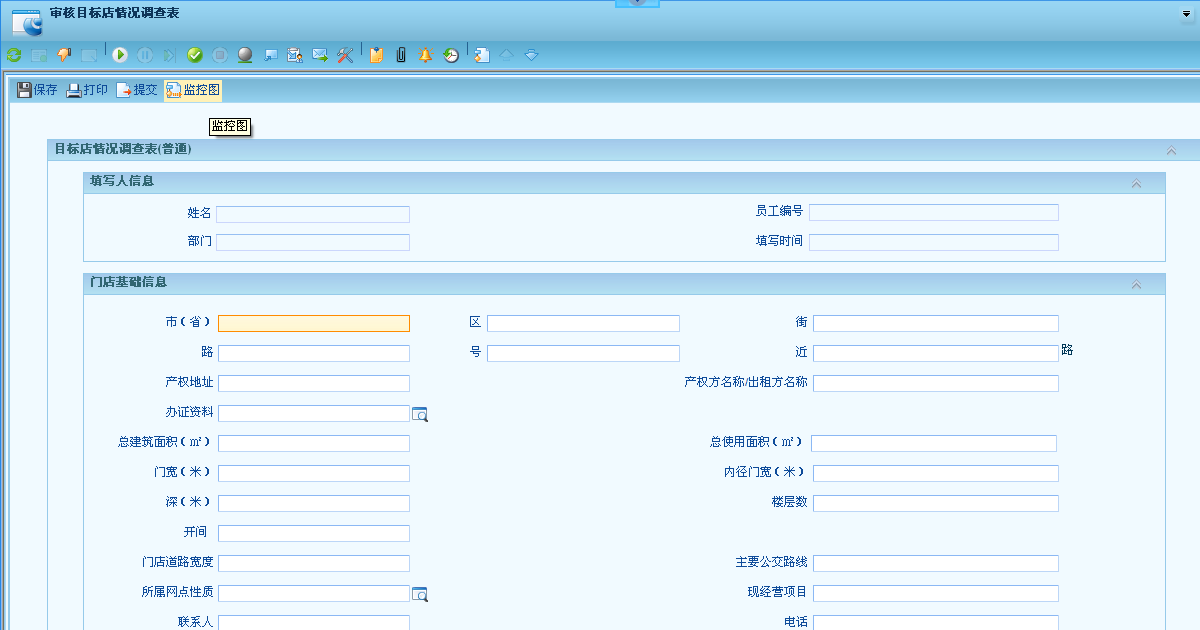 审核目标店情况调查表
保存 打印 提交 监控图
监控图
目标店情况调查表(普通)
填写人信息
姓名 员工编号
部门 填写时间
门店基础信息
市（省） 区 街
路 号 近 路
产权地址 产权方名称/出租方名称
办证资料
总建筑面积（㎡） 总使用面积（㎡）
门宽（米） 内径门宽（米）
深（米） 楼层数
开间
门店道路宽度 主要公交路线
所属网点性质 现经营项目
联系人 电话